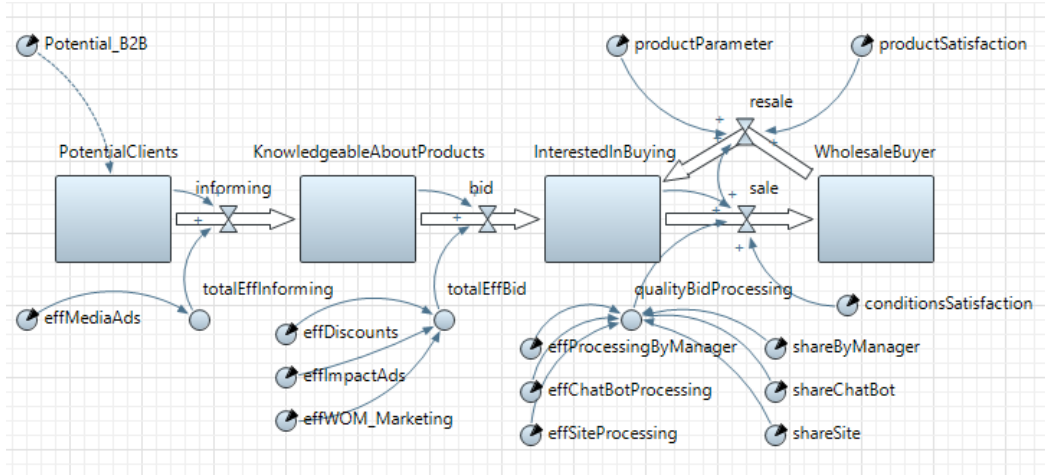 Potential_B2B
productParameter
productSatisfaction
resale
PotentialClients
KnowledgeableAboutProducts
InterestedInBuying
WholesaleBuyer
informing
bid
sale
+
+
+
+
+
+
+
+
totalEffInforming
totalEffBid
qualityBidProcessing
conditionsSatisfaction
effMediaAds
effDiscounts
effProcessingByManager
shareByManager
effImpactAds
effChatBotProcessing
shareChatBot
effWOM_Marketing
effSiteProcessing
shareSite